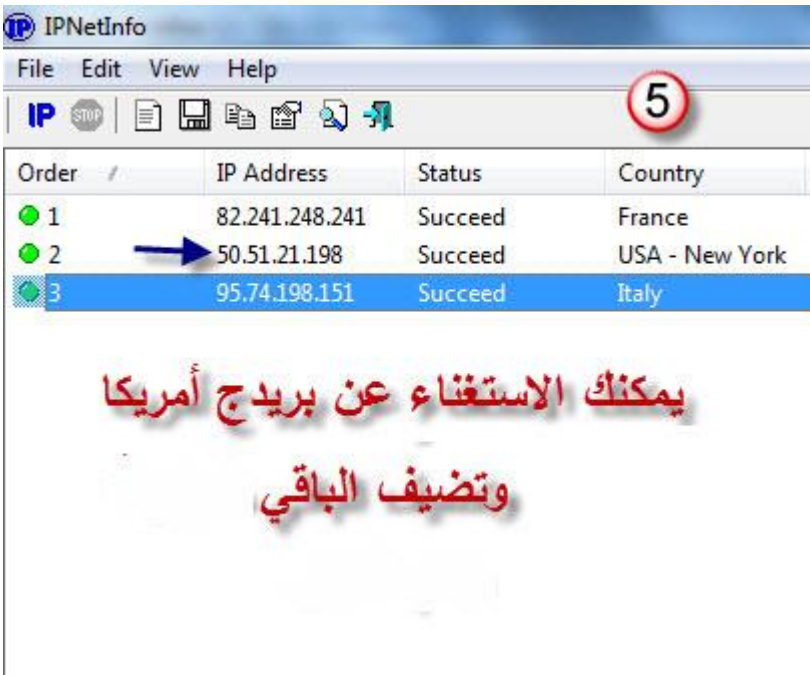 IPNetInfo
File Edit View Help
IP STOP 5
Order / IP Address Status Country
1 82.241.248.241 Succeed France
2 50.51.21.198 Succeed USA - New York
3 95.74.198.151 Succeed Italy
يمكنك الاستغناء عن بريدج أمريكا
وتضيف الباقي